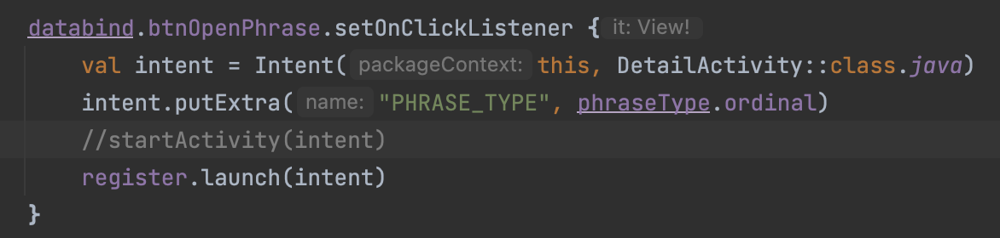 databind.btnOpenPhrase.setOnClickListener { it: View!
    val intent = Intent( packageContext: this, DetailActivity::class.java)
    intent.putExtra( name: "PHRASE_TYPE", phraseType.ordinal)
    //startActivity(intent)
    register.launch(intent)
}